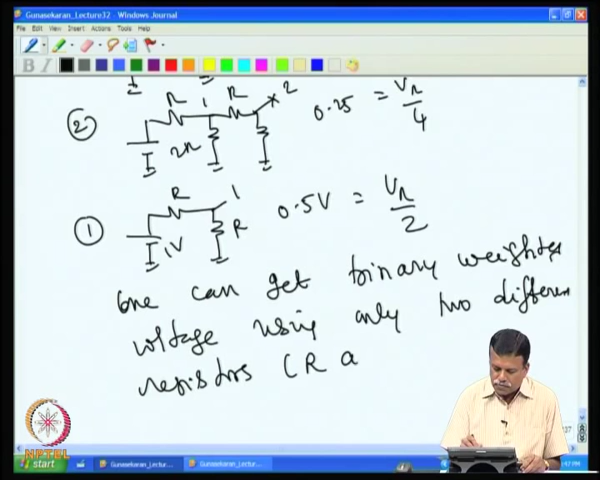 Gunasekaran_Lecture32 - Windows Journal
File Edit View Insert Actions Tools Help
B I
2 R 1 R 2 0.25 = VR/4
2R
1 R 1 0.5V = VR/2
1V R
One can get binary weighted
voltage using only two differen
resistors (R a
NPTEL
start Gunasekaran_Lectur... Gunasekaran_Lectur...